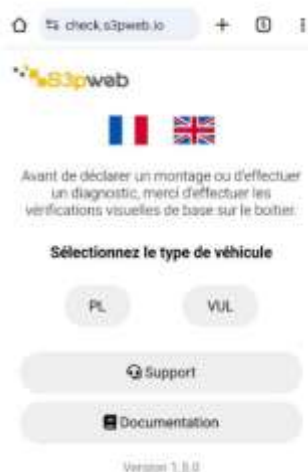 check.s3pweb.io
S3pweb
Avant de déclarer un montage ou d'effectuer
un diagnostic, merci d'effectuer les
vérifications visuelles de base sur le boitier.
Sélectionnez le type de véhicule
PL VUL
Support
Documentation
Version 1.8.0